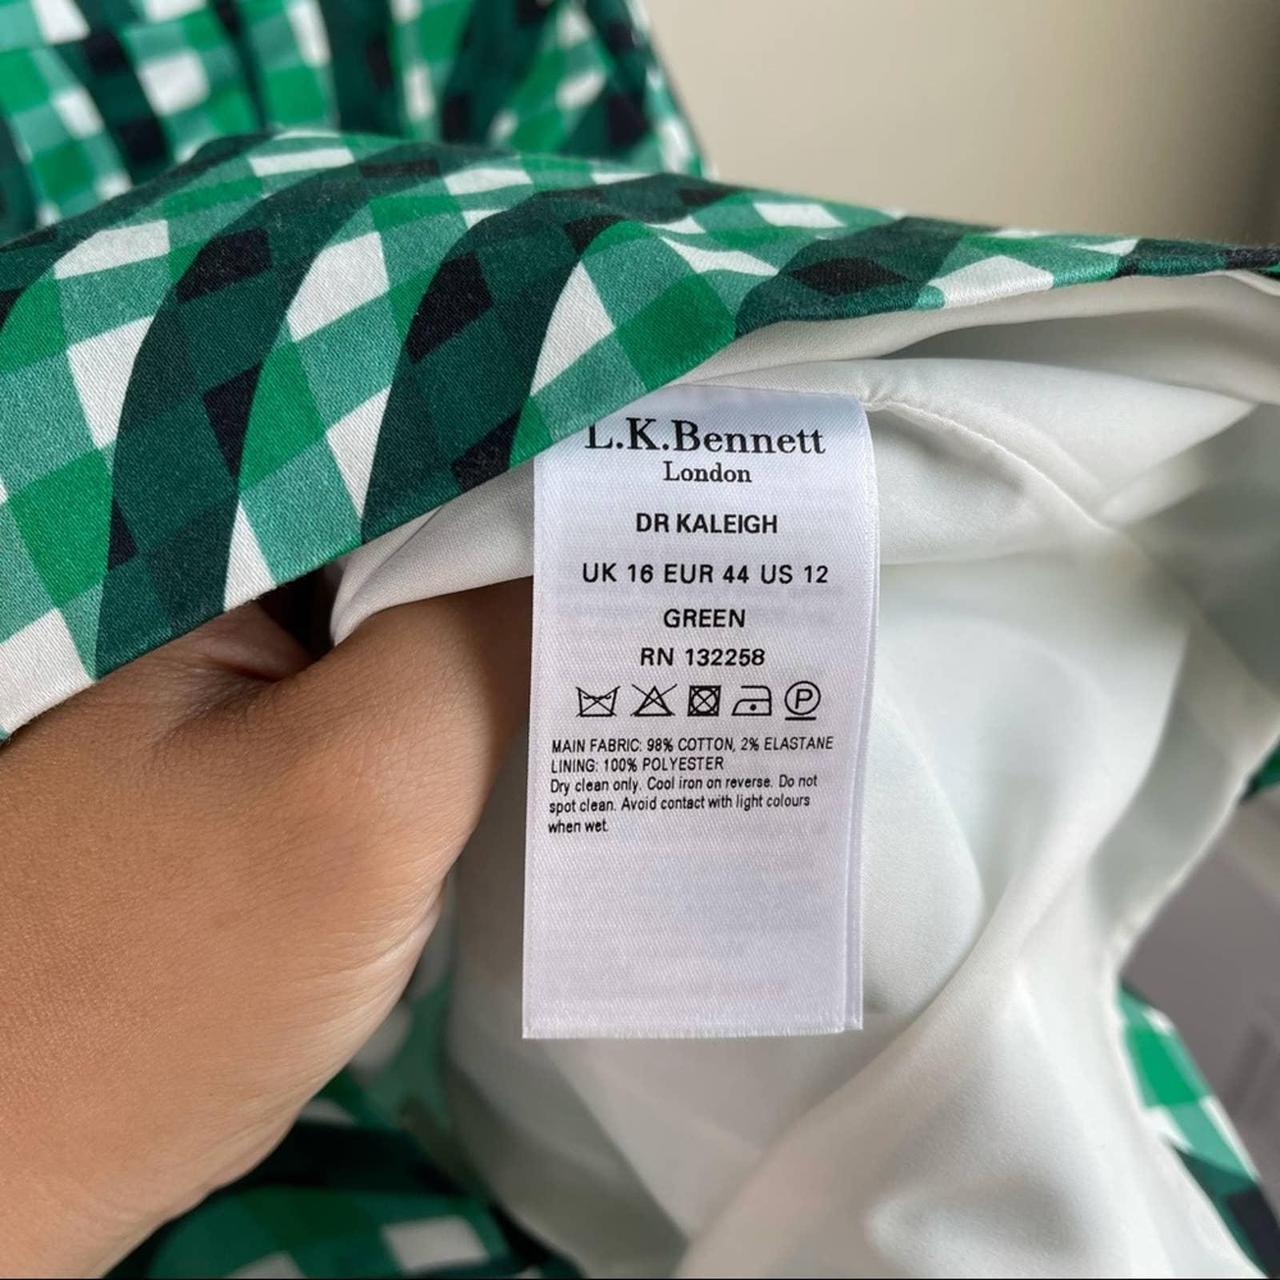 L.K.Bennett
London
DR KALEIGH
UK 16 EUR 44 US 12
GREEN
RN 132258
P
MAIN FABRIC: 98% COTTON, 2% ELASTANE
LINING: 100% POLYESTER
Dry clean only. Cool iron on reverse. Do not
spot clean. Avoid contact with light colours
when wet.